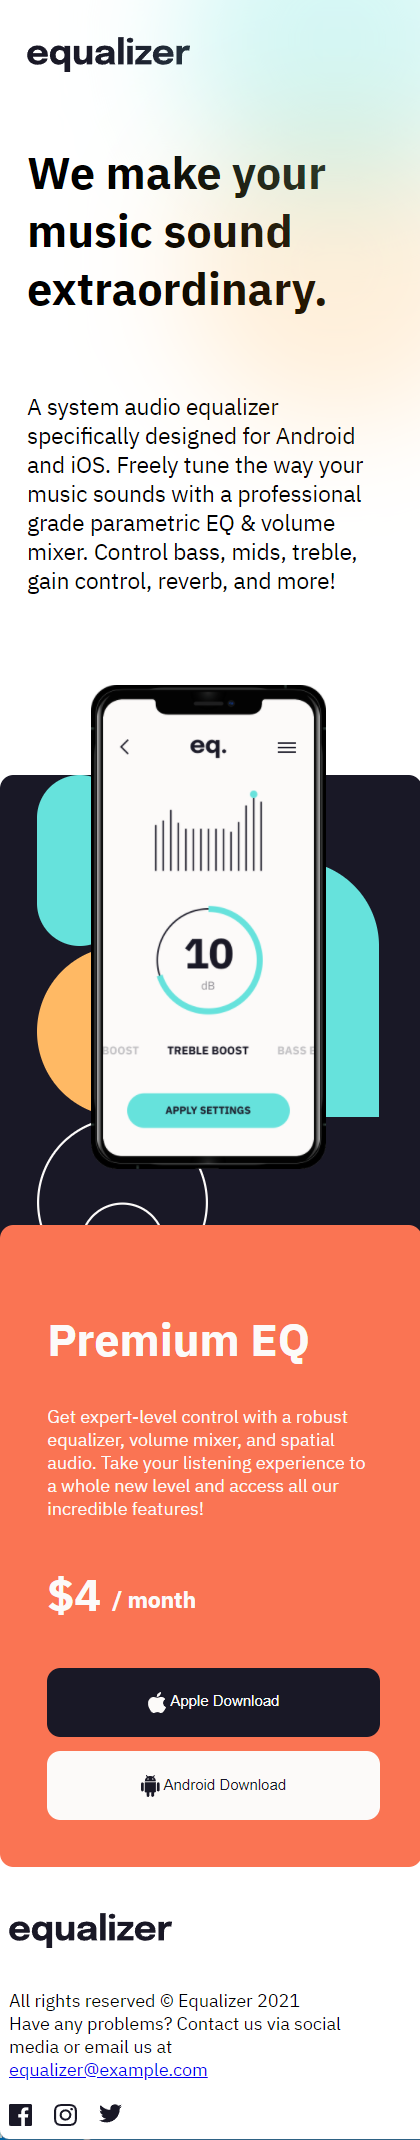 equalizer
We make your
music sound
extraordinary.
A system audio equalizer
specifically designed for Android
and iOS. Freely tune the way your
music sounds with a professional
grade parametric EQ & volume
mixer. Control bass, mids, treble,
gain control, reverb, and more!
eq.
10
dB
BOOST TREBLE BOOST BASS B
APPLY SETTINGS
Premium EQ
Get expert-level control with a robust
equalizer, volume mixer, and spatial
audio. Take your listening experience to
a whole new level and access all our
incredible features!
$4 / month
Apple Download
Android Download
equalizer
All rights reserved © Equalizer 2021
Have any problems? Contact us via social
media or email us at
equalizer@example.com